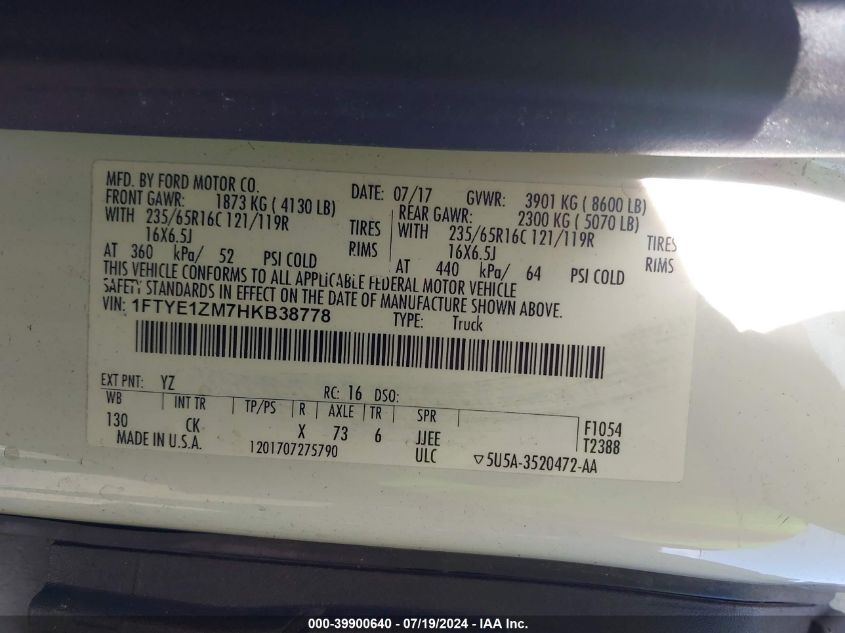 MFD. BY FORD MOTOR CO. DATE: 07/17 GVWR: 3901 KG ( 8600 LB)
FRONT GAWR: 1873 KG ( 4130 LB) REAR GAWR: 2300 KG ( 5070 LB)
WITH 235/65R16C 121/119R TIRES WITH 235/65R16C 121/119R TIRES
16X6.5J RIMS 16X6.5J RIMS
AT 360 kPa/ 52 PSI COLD AT 440 kPa/ 64 PSI COLD
THIS VEHICLE CONFORMS TO ALL APPLICABLE FEDERAL MOTOR VEHICLE
SAFETY STANDARDS IN EFFECT ON THE DATE OF MANUFACTURE SHOWN ABOVE.
VIN: 1FTYE1ZM7HKB38778 TYPE: Truck
EXT PNT: YZ RC: 16 DSO:
WB INT TR TP/PS R AXLE TR SPR
130 CK X 73 6 JJEE F1054
MADE IN U.S.A. 1201707275790 ULC T2388
▽5U5A-3520472-AA
000-39900640 / 07/19/2024 - © IAA Inc.